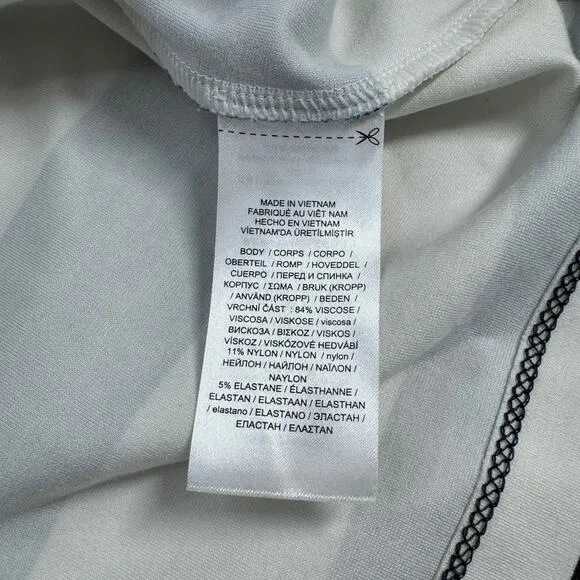 MADE IN VIETNAM
FABRIQUÉ AU VIÊT NAM
HECHO EN VIETNAM
VİETNAM'DA ÜRETİLMİŞTİR
BODY / CORPS / CORPO /
OBERTEIL / ROMP / HOVEDDEL /
CUERPO / ПЕРЕД И СПИНКА /
КОРПУС / ΣΩΜΑ / BRUK (KROPP)
/ ANVÄND (KROPP) / BEDEN /
VRCHNÍ ČÁST : 84% VISCOSE /
VISCOSA / VISKOSE / viscosa /
ВИСКОЗА / ВІСКОЗ / VISKOS /
VİSKOZ / VISKÓZOVÉ HEDVÁBÍ
11% NYLON / NYLON / nylon /
НЕЙЛОН / НАЙЛОН / ΝΑΪΛΟΝ /
NAYLON
5% ELASTANE / ÉLASTHANNE /
ELASTAN / ELASTAAN / ELASTHAN
/ elastano / ELASTANO / ЭЛАСТАН /
ЕЛАСТАН / ΕΛΑΣΤΑΝ